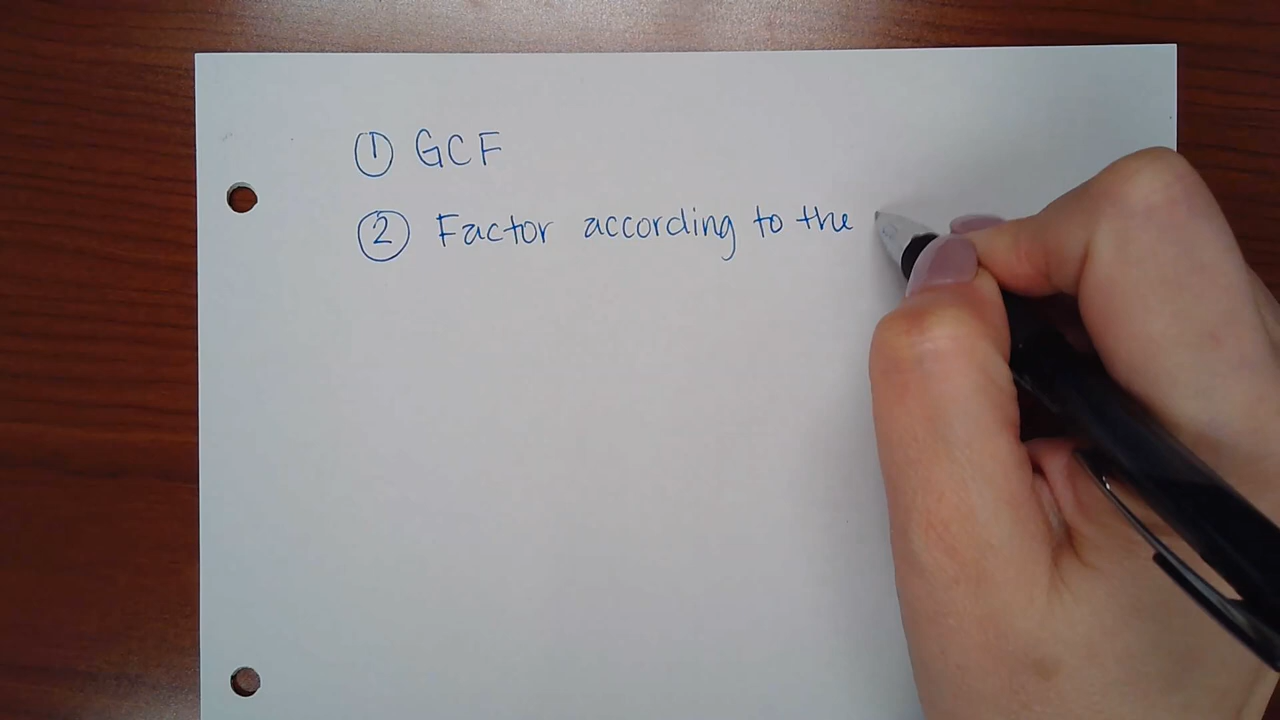 ① GCF
② Factor according to the